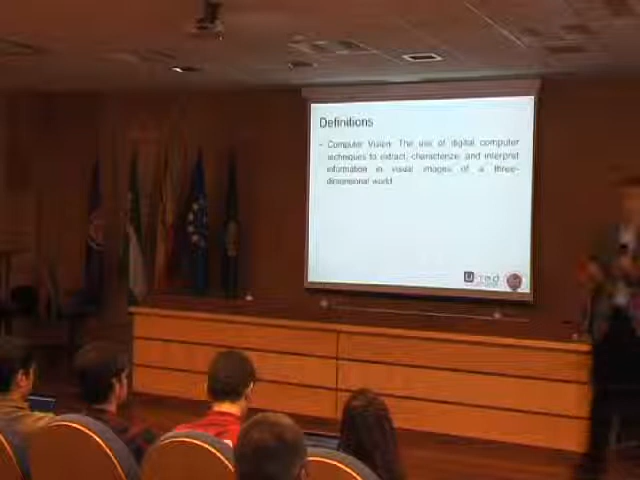 Definitions
- Computer Vision: The use of digital computer
techniques to extract, characterize, and interpret
information in visual images of a three-
dimensional world.